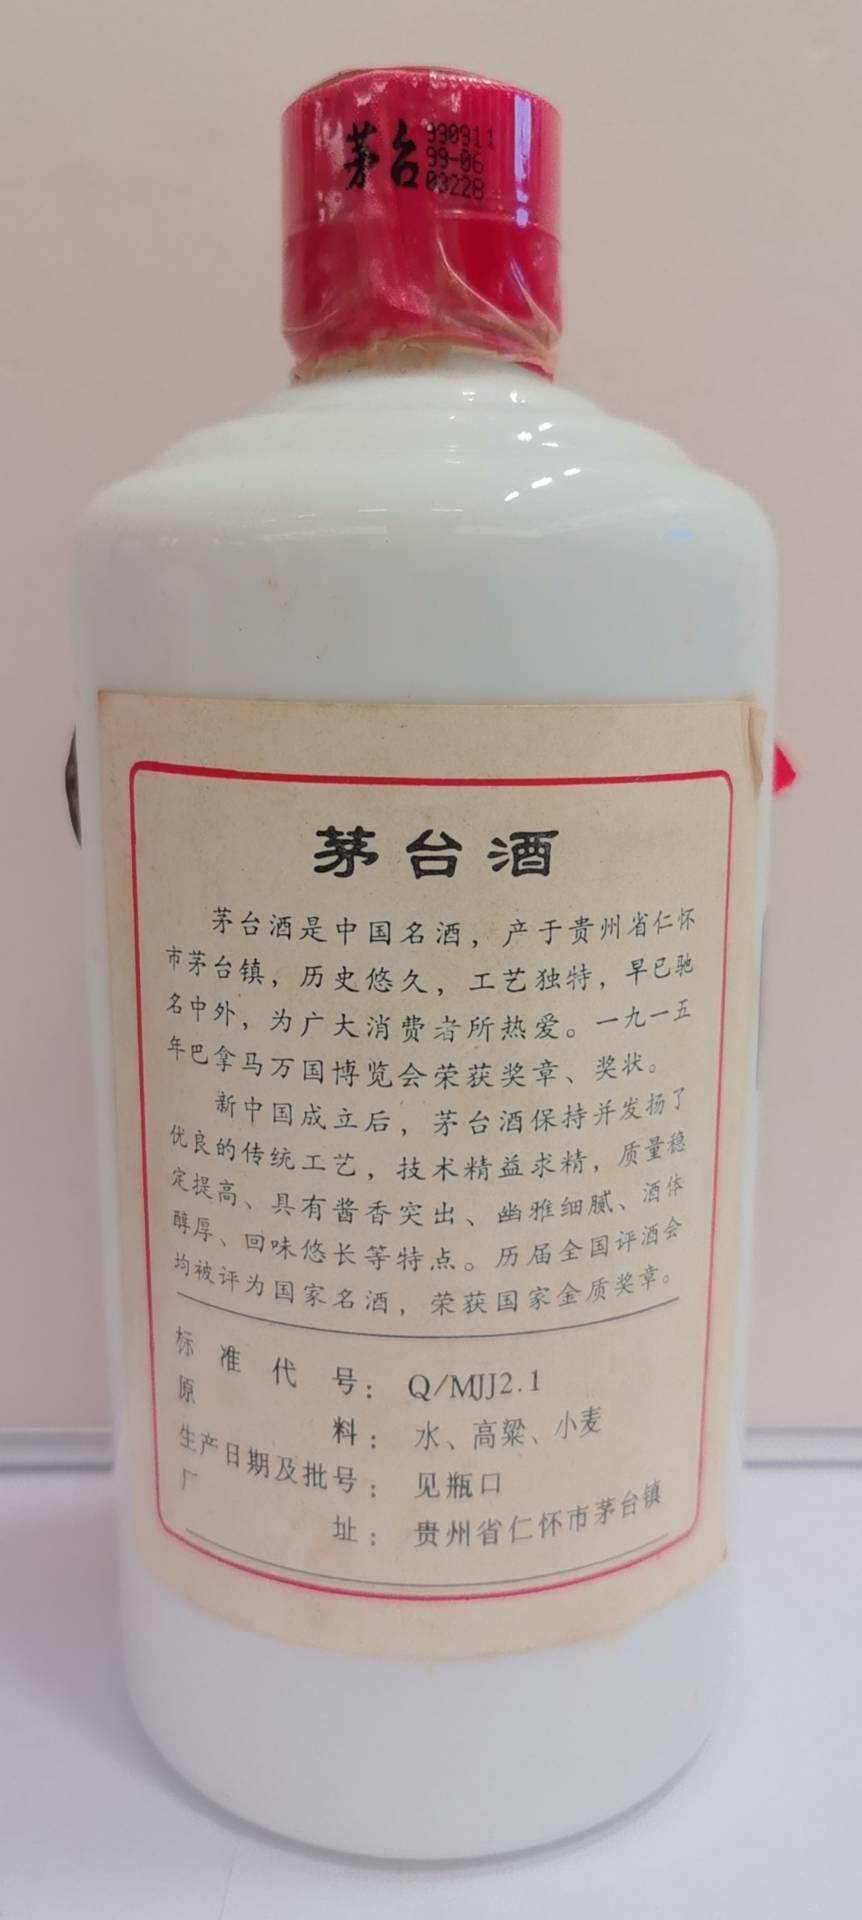 茅台
990911
99-06
03228
茅台酒
茅台酒是中国名酒，产于贵州省仁怀
市茅台镇，历史悠久，工艺独特，早已驰
名中外，为广大消费者所热爱。一九一五
年巴拿马万国博览会荣获奖章、奖状。
新中国成立后，茅台酒保持并发扬了
优良的传统工艺，技术精益求精，质量稳
定提高、具有酱香突出、幽雅细腻、酒体
醇厚、回味悠长等特点。历届全国评酒会
均被评为国家名酒，荣获国家金质奖章。
标准代号：Q/MJJ2.1
原料：水、高粱、小麦
生产日期及批号：见瓶口
厂址：贵州省仁怀市茅台镇